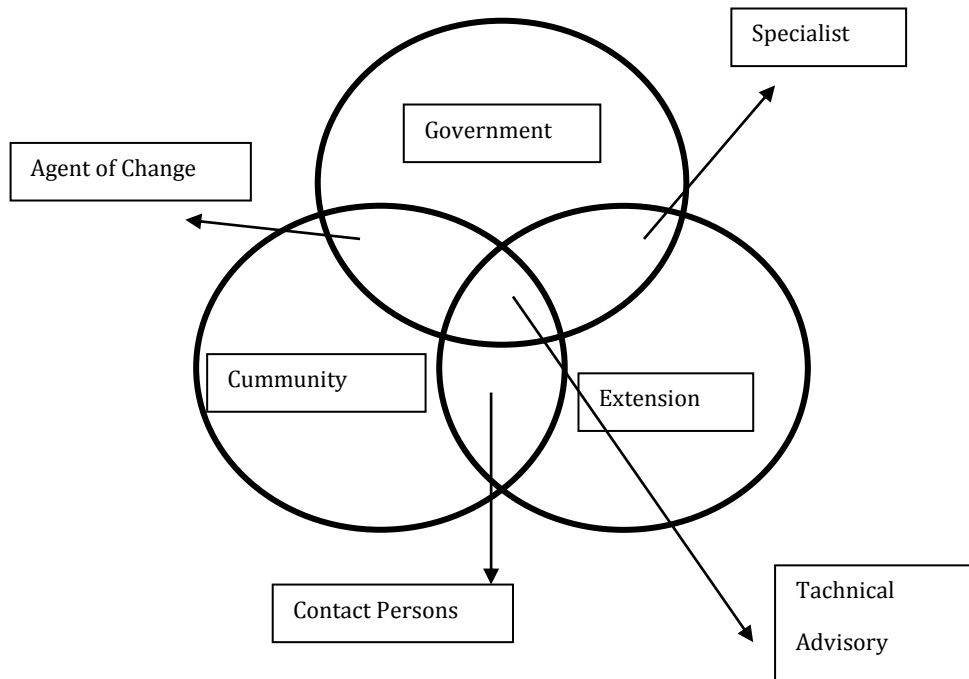 Specialist
Government
Agent of Change
Cummunity
Extension
Contact Persons
Tachnical
Advisory